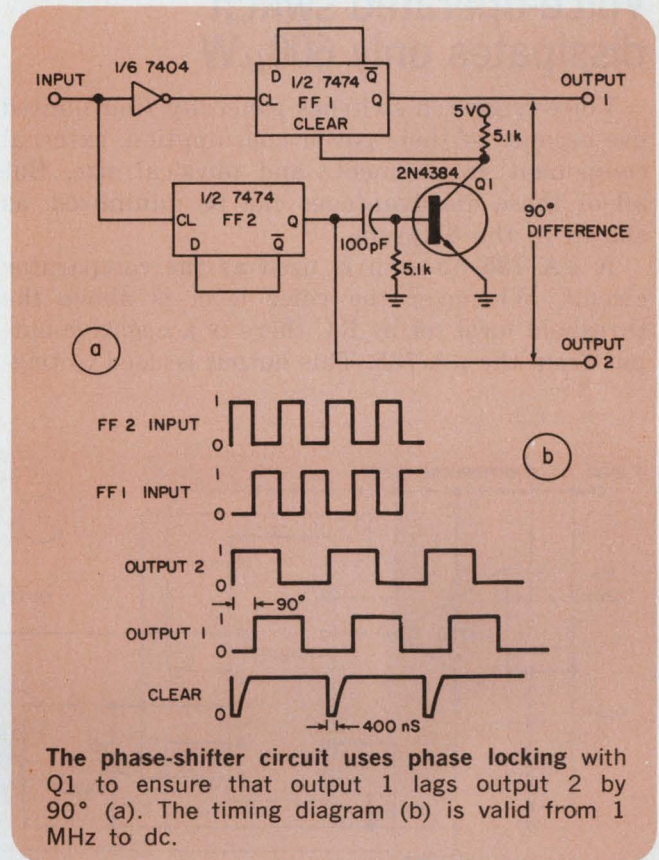 INPUT
1/6 7404
D
Q̅
1/2 7474
CL
FF1
Q
CLEAR
OUTPUT
1
5V
5.1k
2N4384
Q1
1/2 7474
CL
FF2
Q
D
Q̅
100pF
5.1k
90°
DIFFERENCE
OUTPUT
2
a
b
FF 2 INPUT
1
0
FF1 INPUT
1
0
OUTPUT 2
1
0
90°
OUTPUT 1
1
0
CLEAR
1
0
400 nS
The phase-shifter circuit uses phase locking with
Q1 to ensure that output 1 lags output 2 by
90° (a). The timing diagram (b) is valid from 1
MHz to dc.